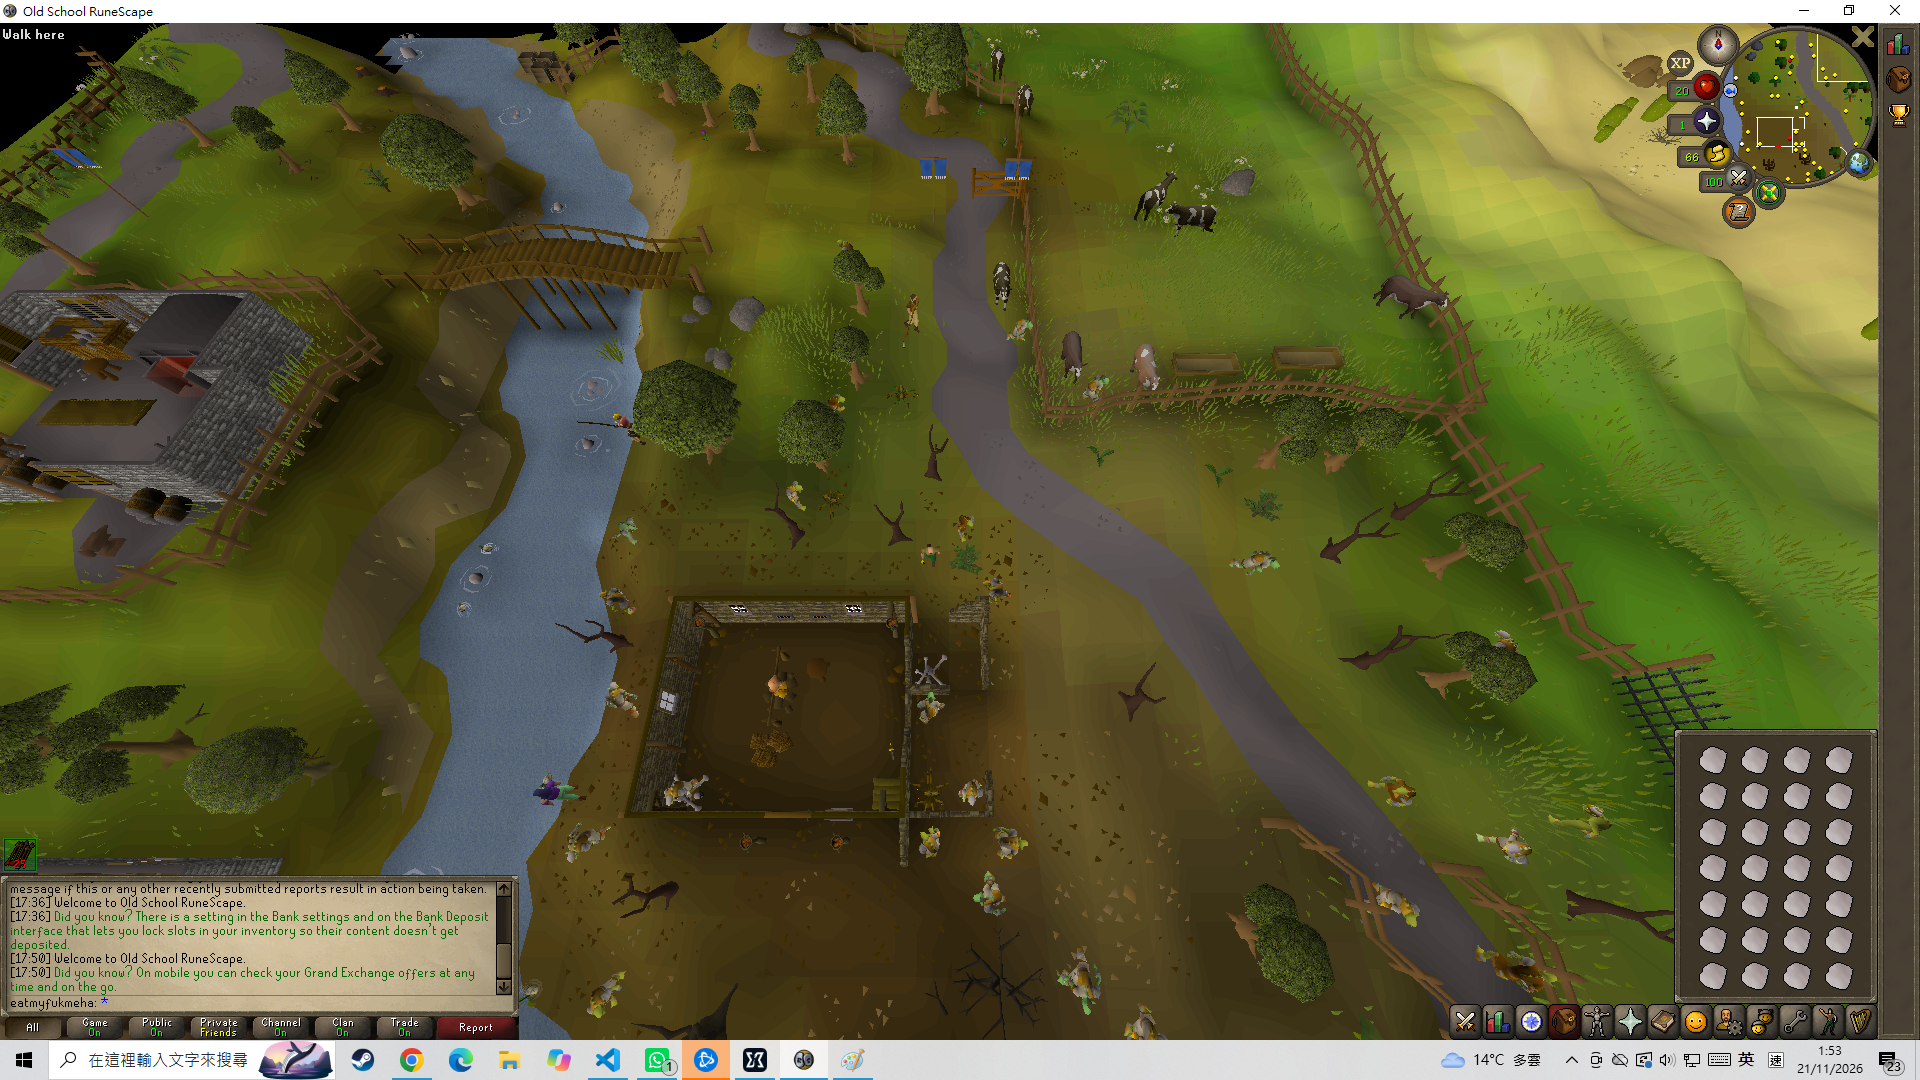 Old School RuneScape
Walk here
N
XP
20
1
66
100
25
message if this or any other recently submitted reports result in action being taken.
[17:36] Welcome to Old School RuneScape.
[17:36] Did you know? There is a setting in the Bank settings and on the Bank Deposit
interface that lets you lock slots in your inventory so their content doesn't get
deposited.
[17:50] Welcome to Old School RuneScape.
[17:50] Did you know? On mobile you can check your Grand Exchange offers at any
time and on the go.
eatmyfukmeha: *
All
Game
On
Public
On
Private
Friends
Channel
On
Clan
On
Trade
On
Report
在這裡輸入文字來搜尋
1
14°C 多雲
英
速
1:53
21/11/2026
23